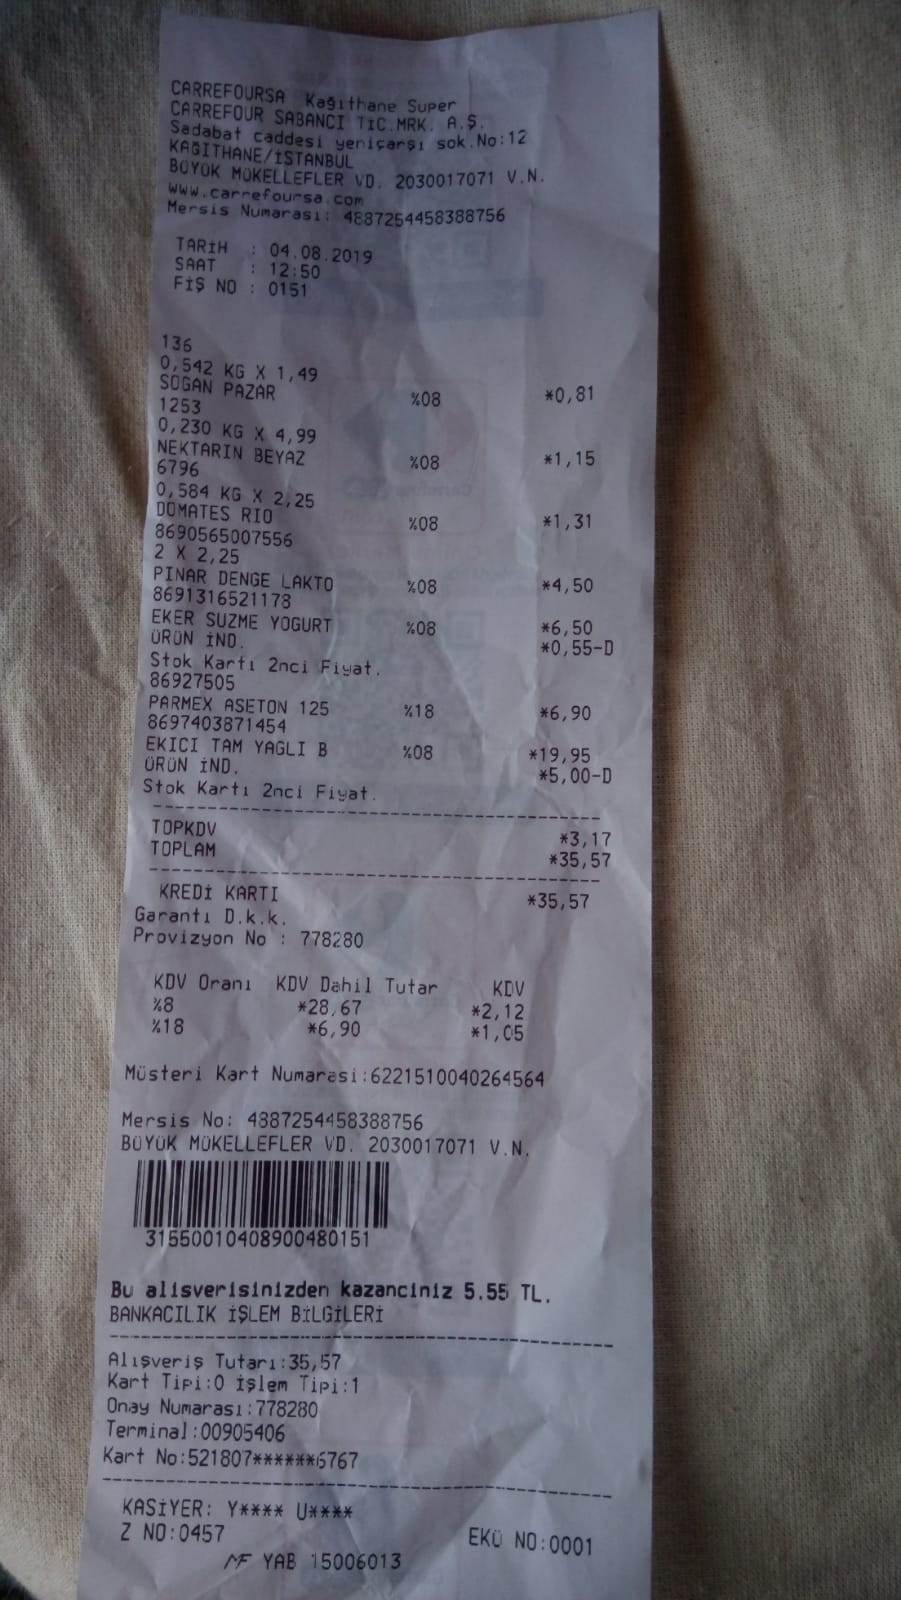 CARREFOURSA Kağıthane Super
CARREFOUR SABANCI TİC.MRK. A.Ş.
Sadabat caddesi yeniçarşı sok.No:12
KAĞITHANE/İSTANBUL
BÜYÜK MÜKELLEFLER VD. 2030017071 V.N.
www.carrefoursa.com
Mersis Numarası: 4887254458388756
TARİH : 04.08.2019
SAAT : 12:50
FİŞ NO : 0151
136
0,542 KG X 1,49
SOGAN PAZAR %08 *0,81
1253
0,230 KG X 4,99
NEKTARIN BEYAZ %08 *1,15
6796
0,584 KG X 2,25
DOMATES RIO %08 *1,31
8690565007556
2 X 2,25
PINAR DENGE LAKTO %08 *4,50
8691316521178
EKER SUZME YOGURT %08 *6,50
ÜRÜN İND. *0,55-D
Stok Kartı 2nci Fiyat.
86927505
PARMEX ASETON 125 %18 *6,90
8697403871454
EKICI TAM YAGLI B %08 *19,95
ÜRÜN İND. *5,00-D
Stok Kartı 2nci Fiyat.
TOPKDV *3,17
TOPLAM *35,57
KREDİ KARTI *35,57
Garantı D.k.k.
Provizyon No : 778280
KDV Oranı KDV Dahil Tutar KDV
%8 *28,67 *2,12
%18 *6,90 *1,05
Müsteri Kart Numarası:6221510040264564
Mersis No: 4887254458388756
BÜYÜK MÜKELLEFLER VD. 2030017071 V.N.
31550010408900480151
Bu alisverisinizden kazanciniz 5.55 TL.
BANKACILIK İŞLEM BİLGİLERİ
Alışveriş Tutarı:35,57
Kart Tipi:0 İşlem Tipi:1
Onay Numarası:778280
Terminal:00905406
Kart No:521807******6767
KASİYER: Y**** U****
Z NO:0457 EKÜ NO:0001
MF YAB 15006013